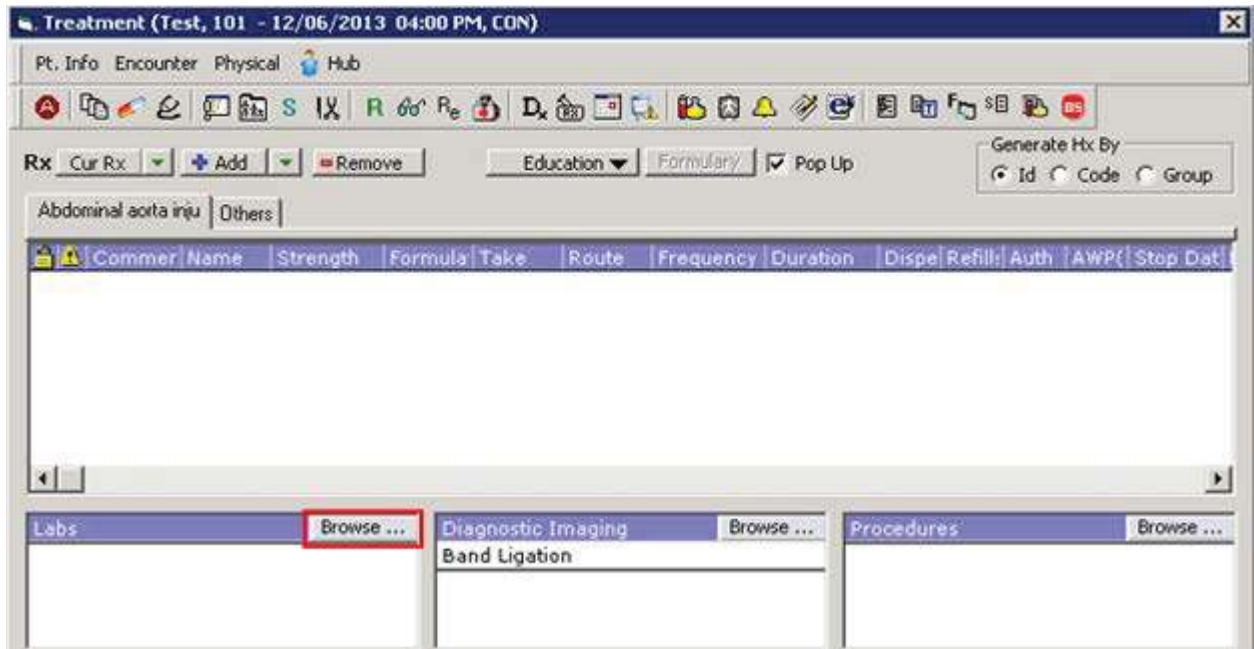 Treatment (Test, 101 - 12/06/2013 04:00 PM, CON)
Pt. Info Encounter Physical Hub
S R Re Dx
Rx Cur Rx Add Remove Education Formulary Pop Up
Generate Hx By
Id Code Group
Abdominal aorta inju Others
Commer Name Strength Formula Take Route Frequency Duration Dispe Refill Auth AWP( Stop Dat
Labs Browse ... Diagnostic Imaging Browse ... Procedures Browse ...
Band Ligation